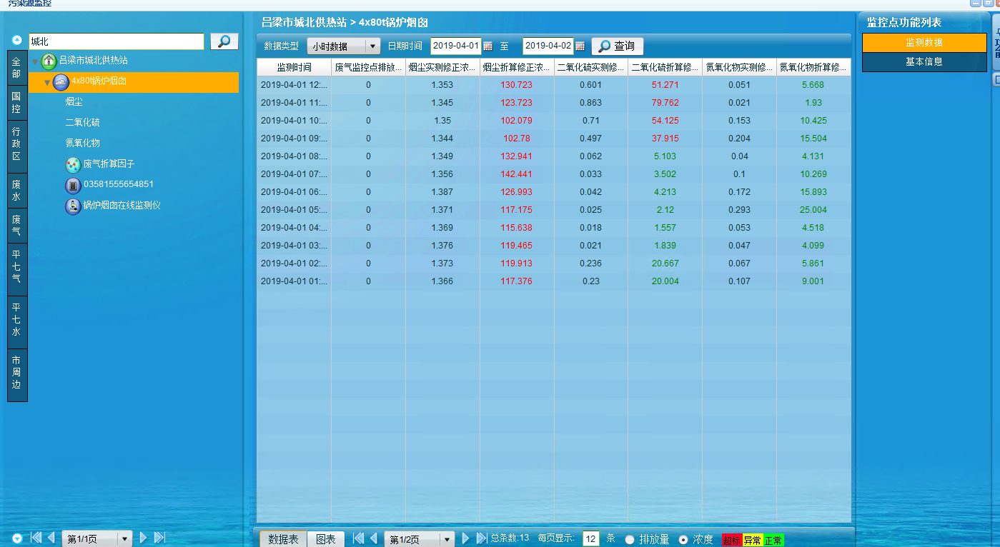 污染源监控
城北
全部
国控
行政区
废水
废气
平七气
平七水
市周边
吕梁市城北供热站
4x80t锅炉烟囱
烟尘
二氧化硫
氮氧化物
废气折算因子
03581555654851
锅炉烟囱在线监测仪
第1/1页
吕梁市城北供热站 > 4x80t锅炉烟囱
数据类型 小时数据 日期时间 2019-04-01 至 2019-04-02 查询
监测时间 废气监控点排放... 烟尘实测修正浓... 烟尘折算修正浓... 二氧化硫实测修... 二氧化硫折算修... 氮氧化物实测修... 氮氧化物折算修...
2019-04-01 12:... 0 1.353 130.723 0.601 51.271 0.051 5.668
2019-04-01 11:... 0 1.345 123.723 0.863 79.762 0.021 1.93
2019-04-01 10:... 0 1.35 102.079 0.71 54.125 0.153 10.425
2019-04-01 09:... 0 1.344 102.78 0.497 37.915 0.204 15.504
2019-04-01 08:... 0 1.349 132.941 0.062 5.103 0.04 4.131
2019-04-01 07:... 0 1.356 142.441 0.033 3.502 0.1 10.269
2019-04-01 06:... 0 1.387 126.993 0.042 4.213 0.172 15.893
2019-04-01 05:... 0 1.371 117.175 0.025 2.12 0.293 25.004
2019-04-01 04:... 0 1.369 115.638 0.018 1.557 0.053 4.518
2019-04-01 03:... 0 1.376 119.465 0.021 1.839 0.047 4.099
2019-04-01 02:... 0 1.373 119.913 0.236 20.667 0.067 5.861
2019-04-01 01:... 0 1.366 117.376 0.23 20.004 0.107 9.001
数据表 图表 第1/2页 总条数:13 每页显示: 12 条 排放量 浓度 超标 异常 正常
监控点功能列表
监测数据
基本信息